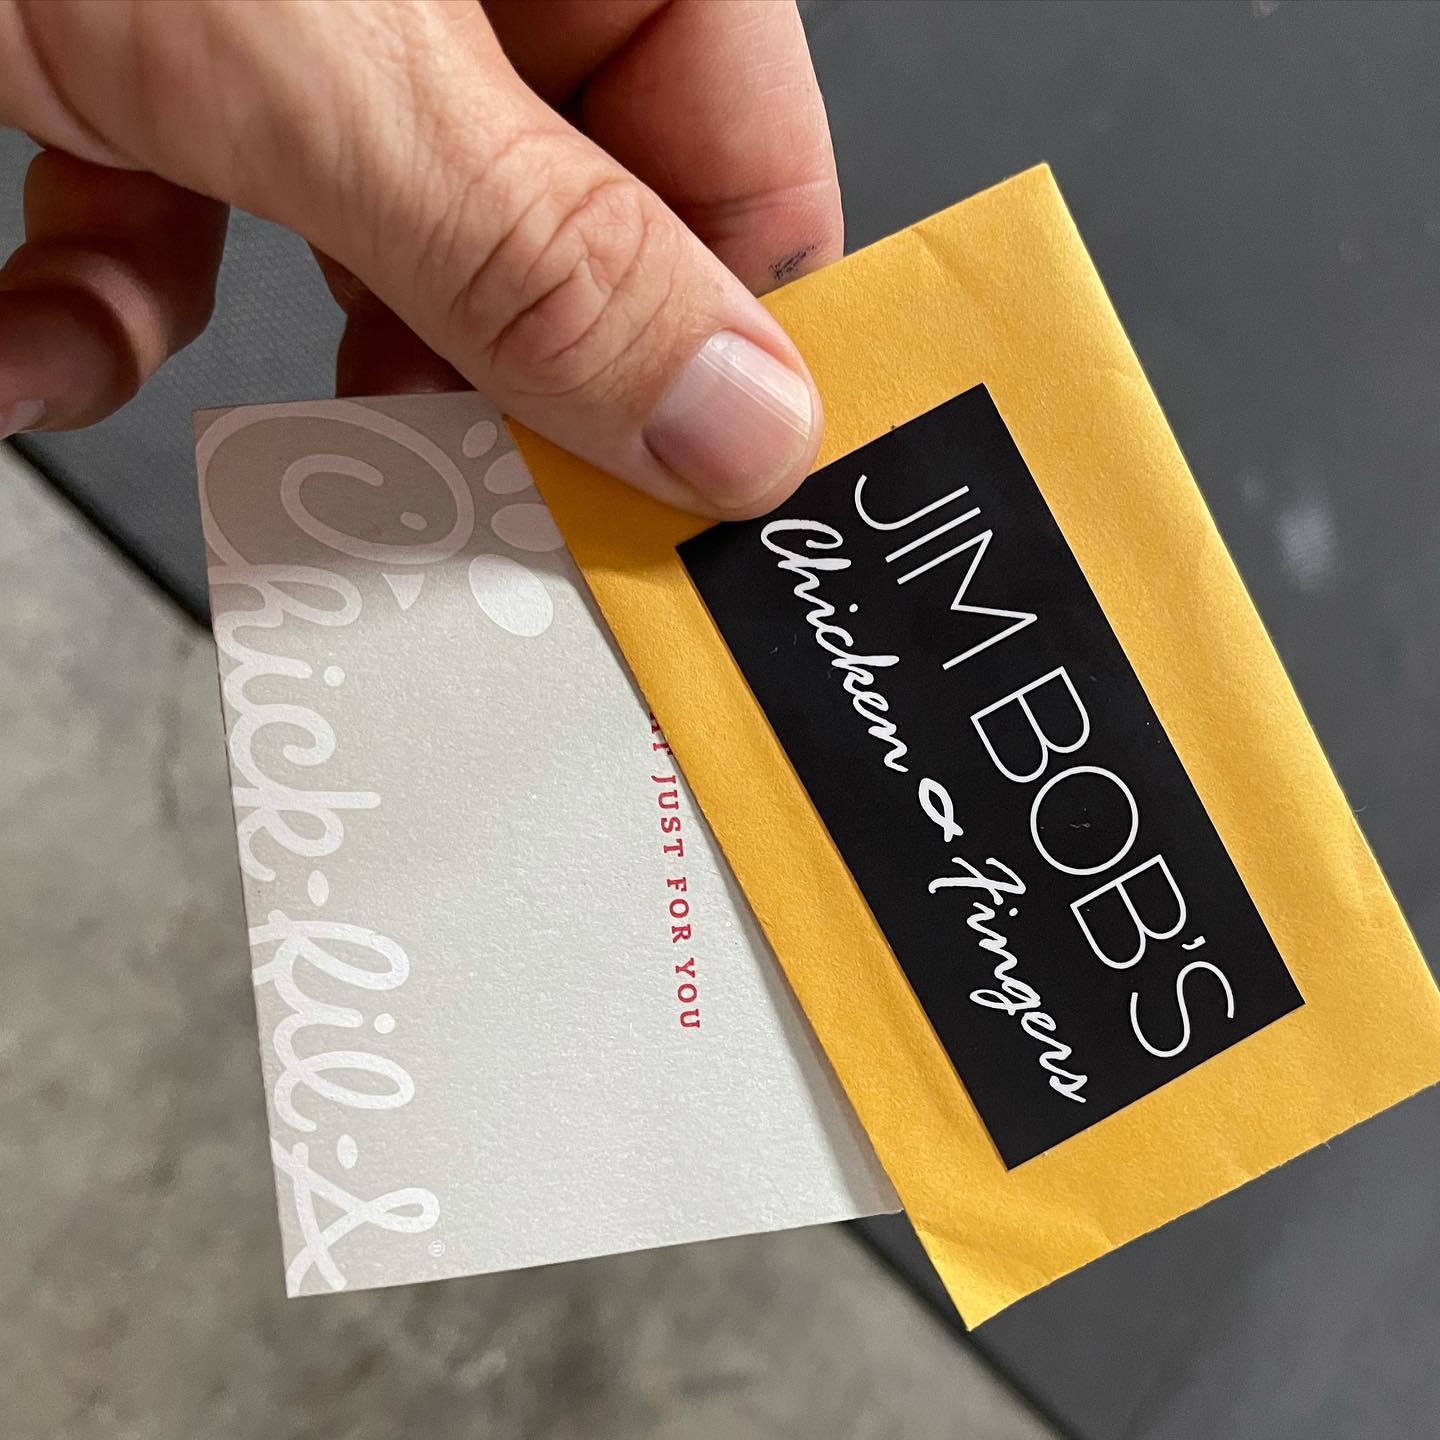 JIM BOB'S
Chicken & Fingers
Chick-fil-A®
JUST FOR YOU